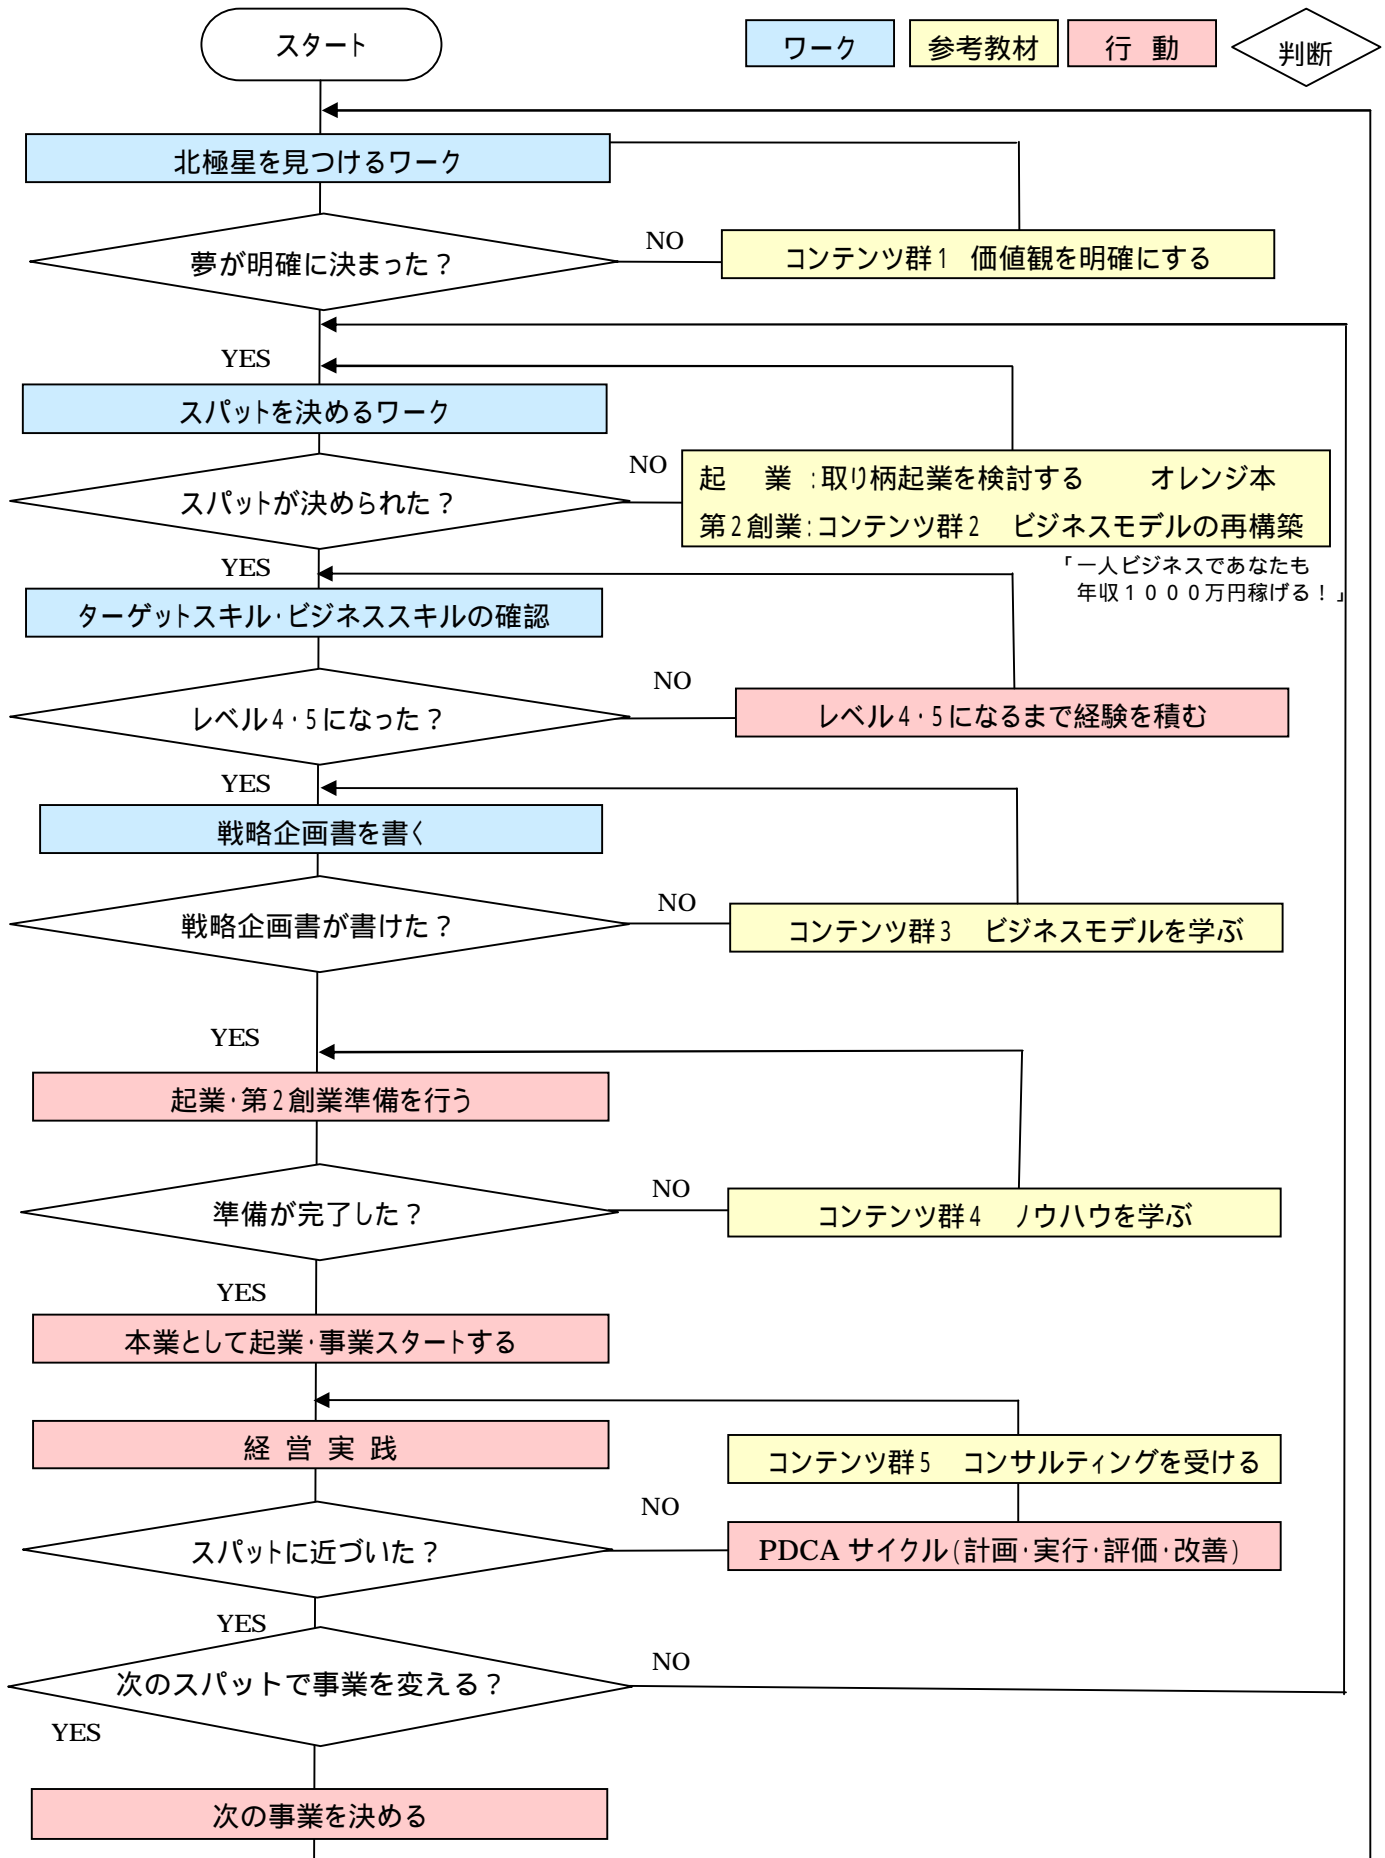 スタート
ワーク
参考教材
行 動
判断
北極星を見つけるワーク
夢が明確に決まった?
NO
コンテンツ群1 価値観を明確にする
YES
スパットを決めるワーク
スパットが決められた?
NO
起 業 :取り柄起業を検討する オレンジ本
第2創業:コンテンツ群2 ビジネスモデルの再構築
「一人ビジネスであなたも
年収1000万円稼げる!」
YES
ターゲットスキル・ビジネススキルの確認
レベル4・5になった?
NO
レベル4・5になるまで経験を積む
YES
戦略企画書を書く
戦略企画書が書けた?
NO
コンテンツ群3 ビジネスモデルを学ぶ
YES
起業・第2創業準備を行う
準備が完了した?
NO
コンテンツ群4 ノウハウを学ぶ
YES
本業として起業・事業スタートする
経 営 実 践
コンテンツ群5 コンサルティングを受ける
スパットに近づいた?
NO
PDCA サイクル(計画・実行・評価・改善)
YES
次のスパットで事業を変える?
NO
YES
次の事業を決める